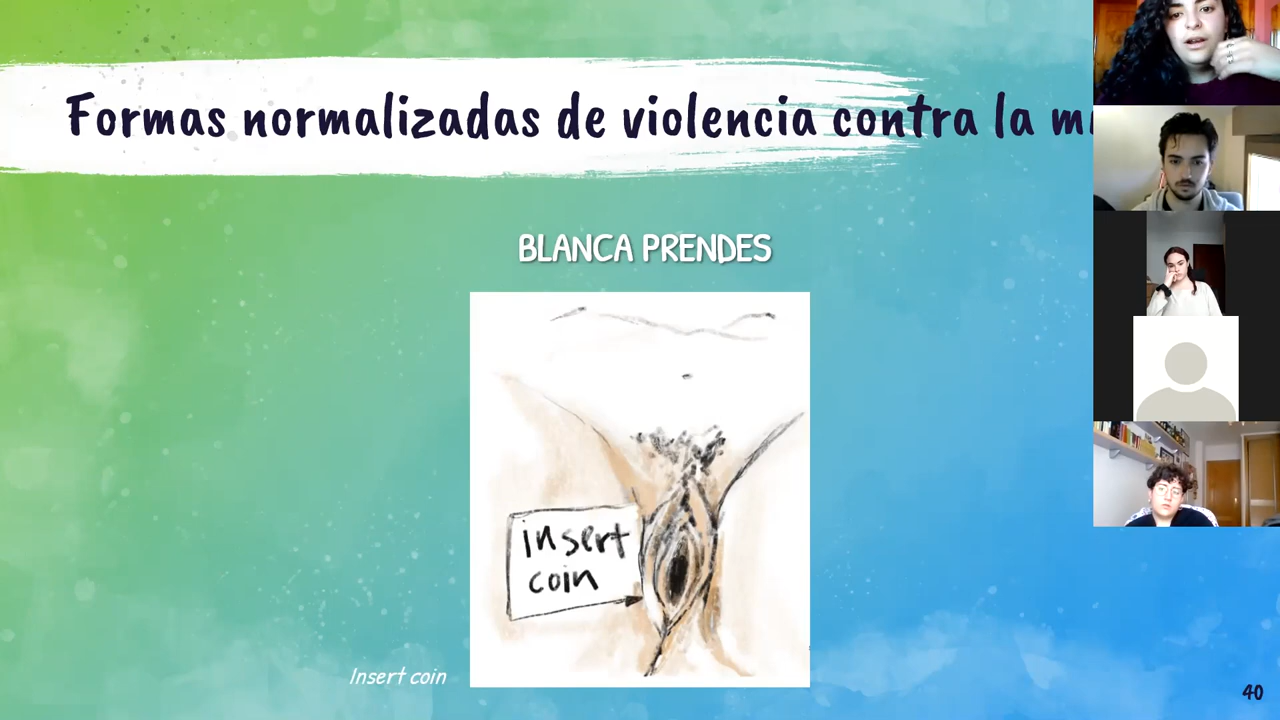 Formas normalizadas de violencia contra la
BLANCA PRENDES
insert
coin
Insert coin
40